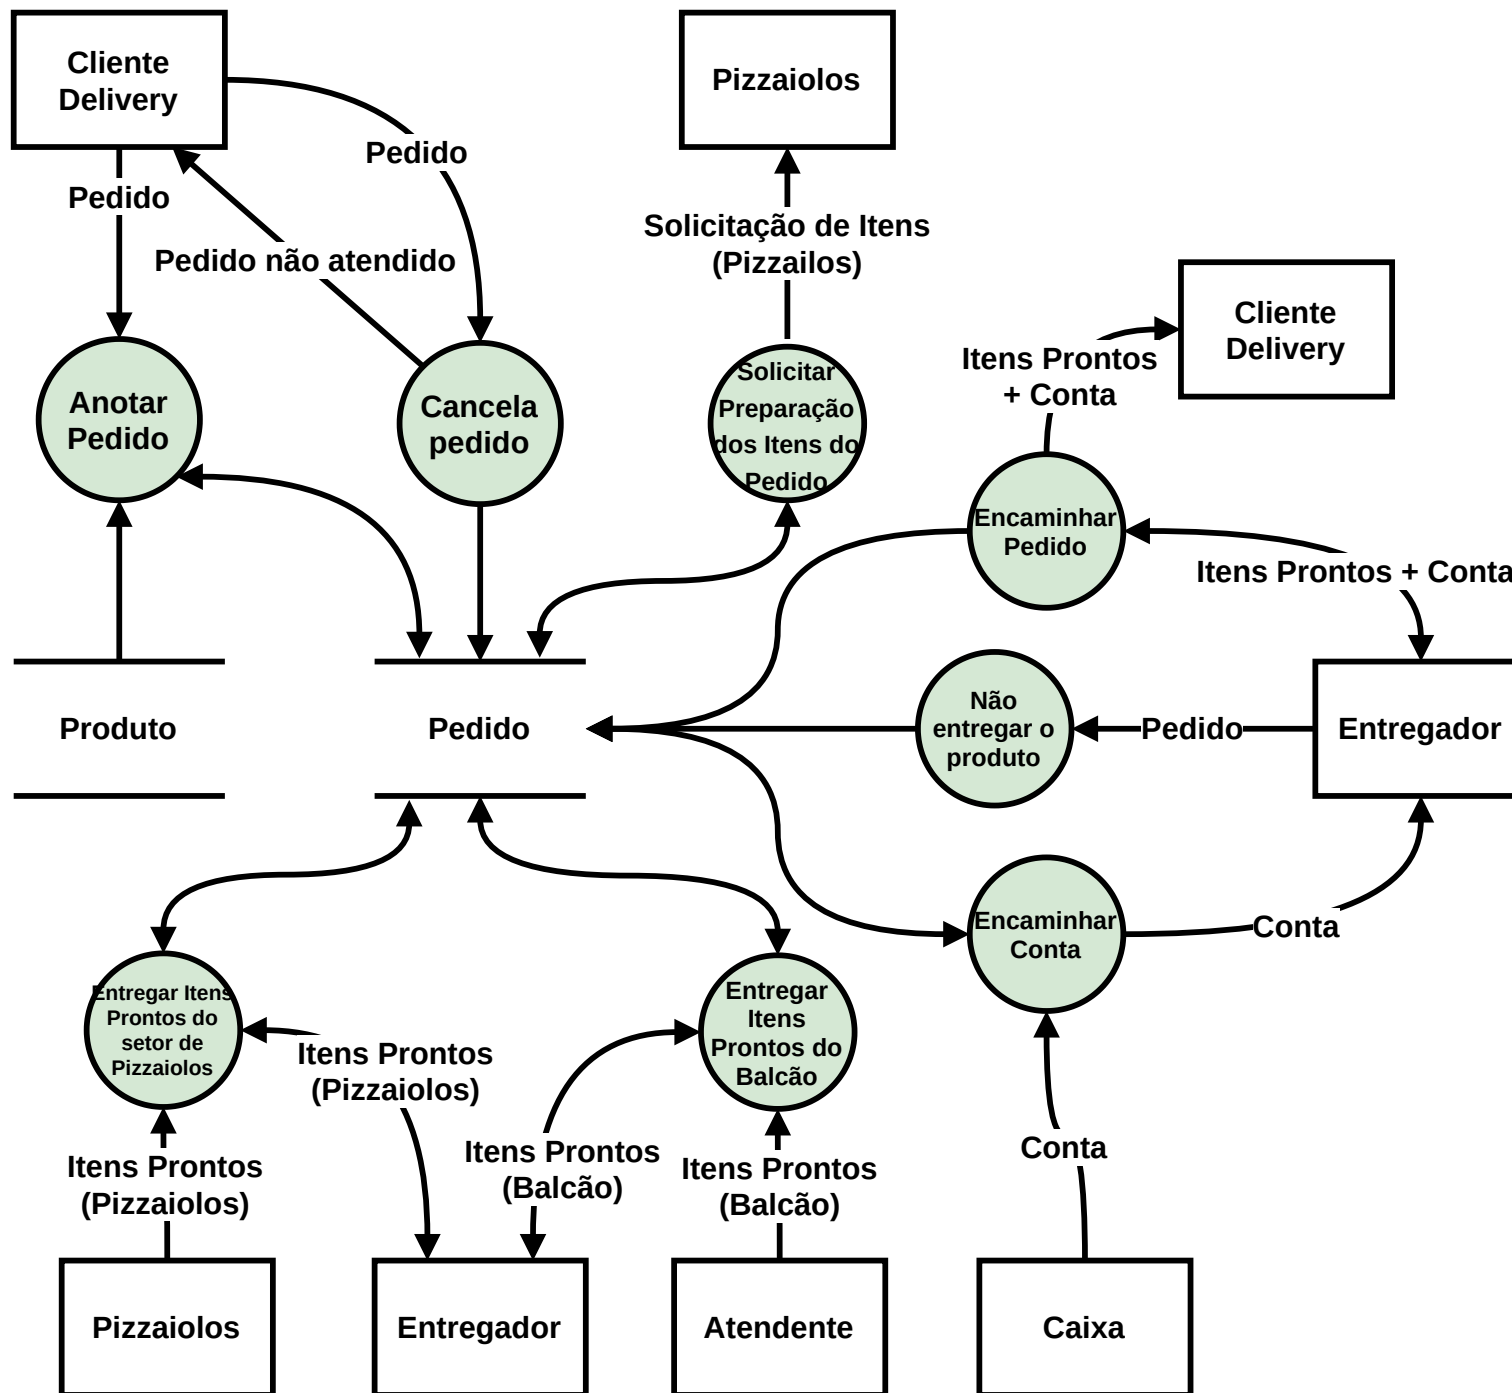 Cliente
Delivery
Pizzaiolos
Pedido
Pedido
Pedido não atendido
Solicitação de Itens
(Pizzailos)
Cliente
Delivery
Itens Prontos
+ Conta
Anotar
Pedido
Cancela
pedido
Solicitar
Preparação
dos Itens do
Pedido
Encaminhar
Pedido
Itens Prontos + Conta
Produto
Pedido
Não
entregar o
produto
Pedido
Entregador
Encaminhar
Conta
Conta
Entregar Itens
Prontos do
setor de
Pizzaiolos
Entregar
Itens
Prontos do
Balcão
Itens Prontos
(Pizzaiolos)
Itens Prontos
(Balcão)
Itens Prontos
(Pizzaiolos)
Itens Prontos
(Balcão)
Conta
Pizzaiolos
Entregador
Atendente
Caixa